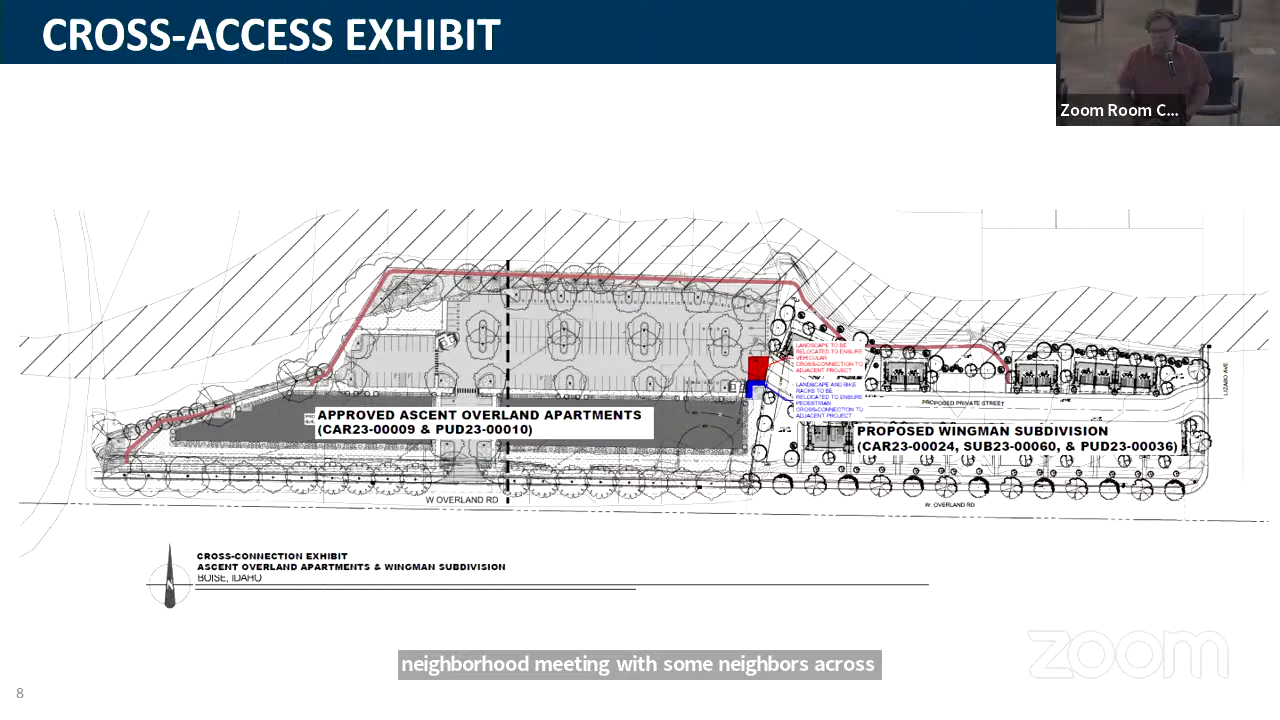 CROSS-ACCESS EXHIBIT
Zoom Room C...
LANDSCAPE TO BE
RELOCATED TO ENSURE
VEHICULAR
CROSS-CONNECTION TO
ADJACENT PROJECT
LANDSCAPE AND BIKE
RACKS TO BE
RELOCATED TO ENSURE
PEDESTRIAN
CROSS-CONNECTION TO
ADJACENT PROJECT
LIZABO AVE
PROPOSED PRIVATE STREET
APPROVED ASCENT OVERLAND APARTMENTS
(CAR23-00009 & PUD23-00010)
PROPOSED WINGMAN SUBDIVISION
(CAR23-00024, SUB23-00060, & PUD23-00036)
W OVERLAND RD
W. OVERLAND RD
N
CROSS-CONNECTION EXHIBIT
ASCENT OVERLAND APARTMENTS & WINGMAN SUBDIVISION
BOISE, IDAHO
zoom
neighborhood meeting with some neighbors across
8